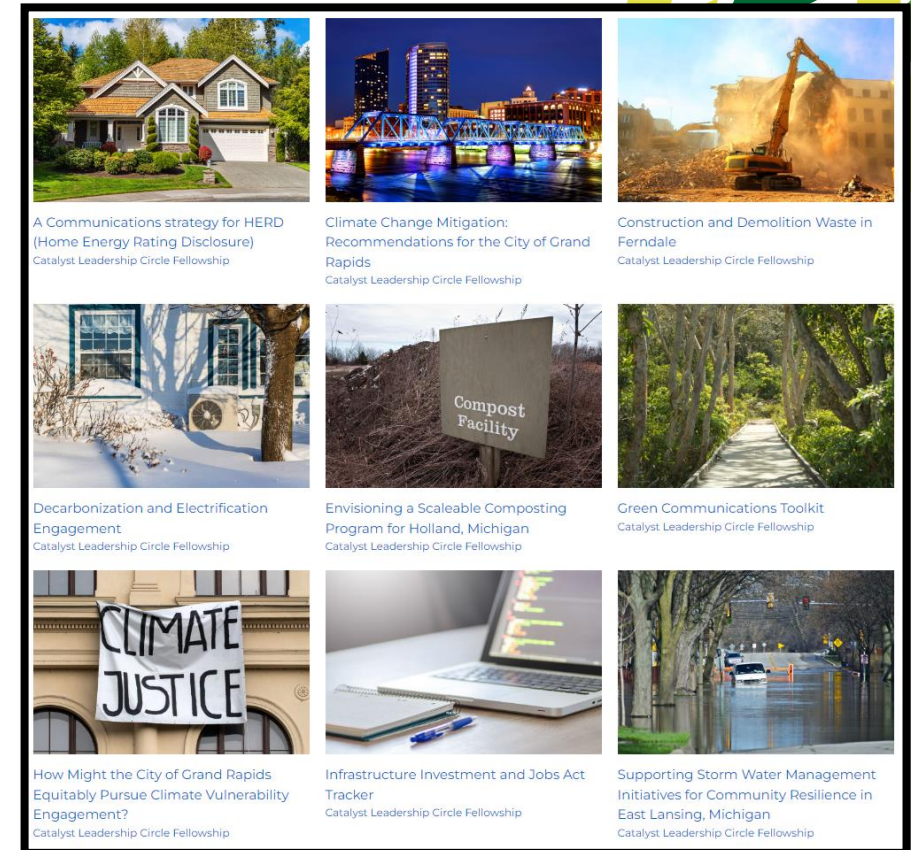 A Communications strategy for HERD
(Home Energy Rating Disclosure)
Catalyst Leadership Circle Fellowship
Climate Change Mitigation:
Recommendations for the City of Grand
Rapids
Catalyst Leadership Circle Fellowship
Construction and Demolition Waste in
Ferndale
Catalyst Leadership Circle Fellowship
Compost
Facility
Decarbonization and Electrification
Engagement
Catalyst Leadership Circle Fellowship
Envisioning a Scaleable Composting
Program for Holland, Michigan
Catalyst Leadership Circle Fellowship
Green Communications Toolkit
Catalyst Leadership Circle Fellowship
CLIMATE
JUSTICE
How Might the City of Grand Rapids
Equitably Pursue Climate Vulnerability
Engagement?
Catalyst Leadership Circle Fellowship
Infrastructure Investment and Jobs Act
Tracker
Catalyst Leadership Circle Fellowship
Supporting Storm Water Management
Initiatives for Community Resilience in
East Lansing, Michigan
Catalyst Leadership Circle Fellowship